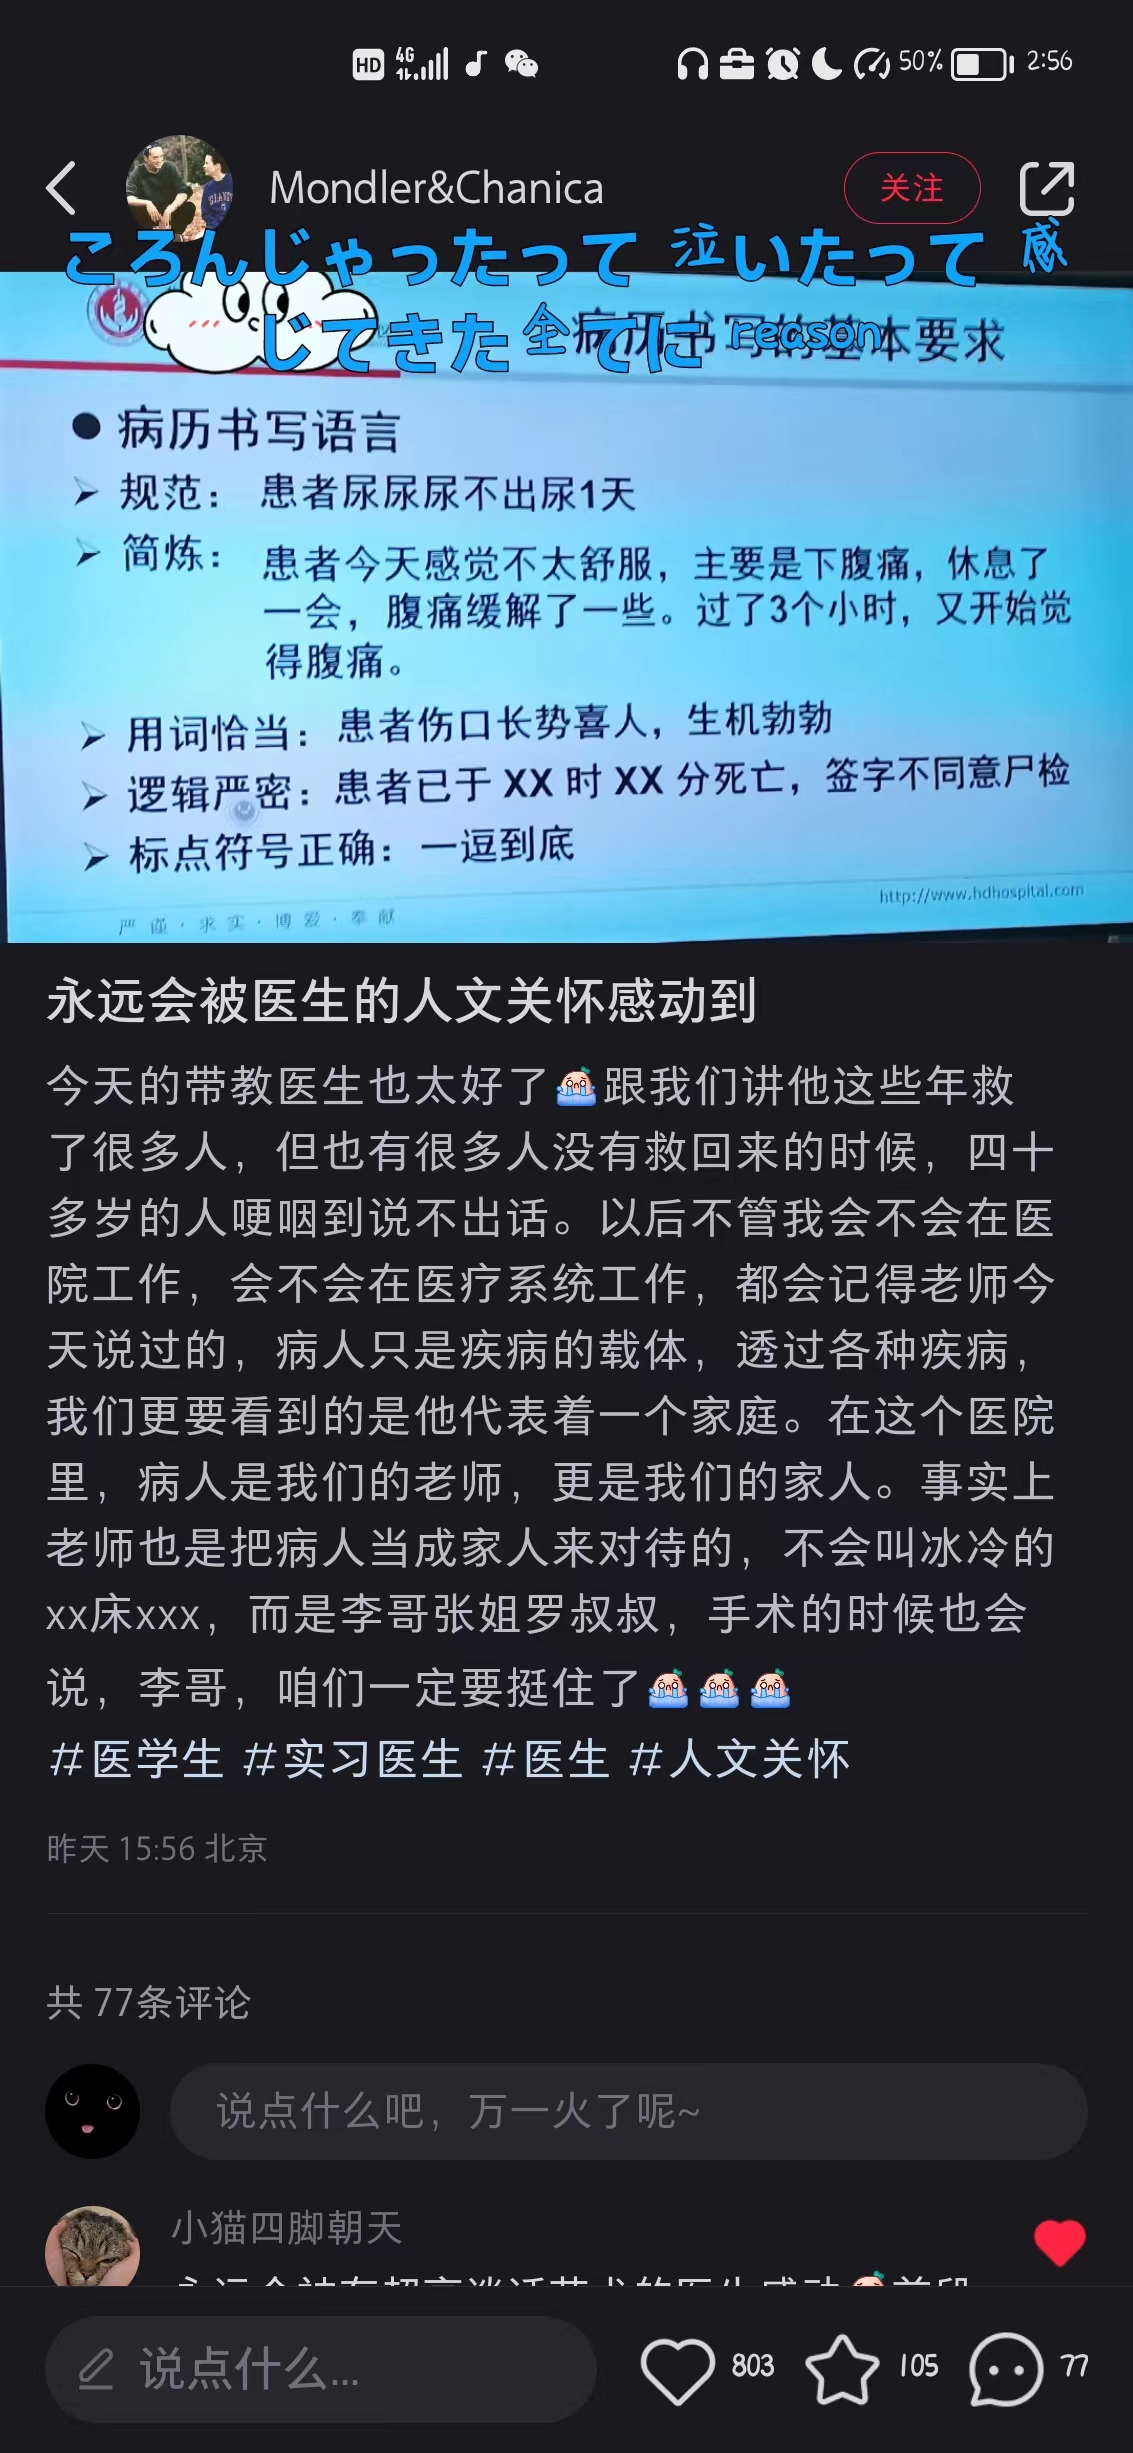 HD 4G 50% 2:56
Mondler&Chanica 关注
ころんじゃったって 泣いたって 感
じてきた 全てに reason
病历书写的基本要求
● 病历书写语言
➢ 规范： 患者尿尿尿不出尿1天
➢ 简炼： 患者今天感觉不太舒服，主要是下腹痛，休息了
一会，腹痛缓解了一些。过了3个小时，又开始觉
得腹痛。
➢ 用词恰当：患者伤口长势喜人，生机勃勃
➢ 逻辑严密：患者已于 XX 时 XX 分死亡，签字不同意尸检
➢ 标点符号正确：一逗到底
http://www.hdhospital.com
严谨·求实·博爱·奉献
永远会被医生的人文关怀感动到
今天的带教医生也太好了😭跟我们讲他这些年救
了很多人，但也有很多人没有救回来的时候，四十
多岁的人哽咽到说不出话。以后不管我会不会在医
院工作，会不会在医疗系统工作，都会记得老师今
天说过的，病人只是疾病的载体，透过各种疾病，
我们更要看到的是他代表着一个家庭。在这个医院
里，病人是我们的老师，更是我们的家人。事实上
老师也是把病人当成家人来对待的，不会叫冰冷的
xx床xxx，而是李哥张姐罗叔叔，手术的时候也会
说，李哥，咱们一定要挺住了😭😭😭
#医学生 #实习医生 #医生 #人文关怀
昨天 15:56 北京
共 77条评论
说点什么吧，万一火了呢~
小猫四脚朝天
说点什么... 803 105 77